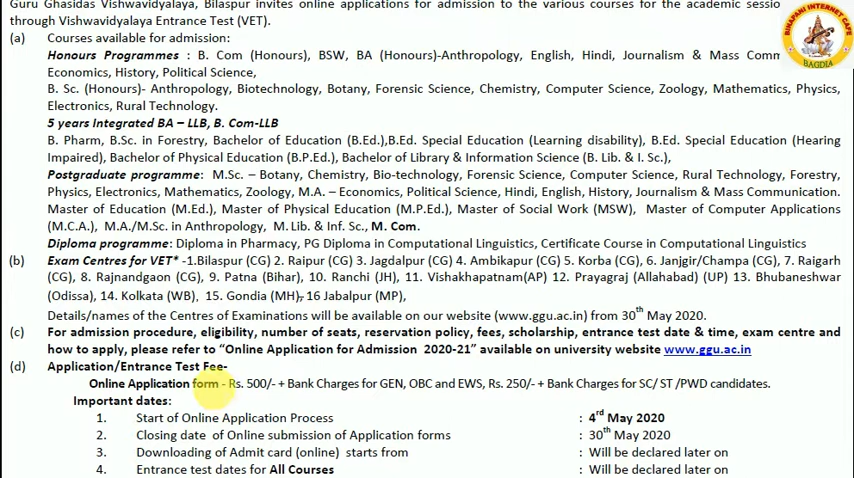 Guru Ghasidas Vishwavidyalaya, Bilaspur invites online applications for admission to the various courses for the academic sessio
through Vishwavidyalaya Entrance Test (VET).
(a) Courses available for admission:
Honours Programmes : B. Com (Honours), BSW, BA (Honours)-Anthropology, English, Hindi, Journalism & Mass Comm
Economics, History, Political Science,
B. Sc. (Honours)- Anthropology, Biotechnology, Botany, Forensic Science, Chemistry, Computer Science, Zoology, Mathematics, Physics,
Electronics, Rural Technology.
5 years Integrated BA – LLB, B. Com-LLB
B. Pharm, B.Sc. in Forestry, Bachelor of Education (B.Ed.),B.Ed. Special Education (Learning disability), B.Ed. Special Education (Hearing
Impaired), Bachelor of Physical Education (B.P.Ed.), Bachelor of Library & Information Science (B. Lib. & I. Sc.),
Postgraduate programme: M.Sc. – Botany, Chemistry, Bio-technology, Forensic Science, Computer Science, Rural Technology, Forestry,
Physics, Electronics, Mathematics, Zoology, M.A. – Economics, Political Science, Hindi, English, History, Journalism & Mass Communication.
Master of Education (M.Ed.), Master of Physical Education (M.P.Ed.), Master of Social Work (MSW), Master of Computer Applications
(M.C.A.), M.A./M.Sc. in Anthropology, M.Lib. & Inf. Sc., M. Com.
Diploma programme: Diploma in Pharmacy, PG Diploma in Computational Linguistics, Certificate Course in Computational Linguistics
(b) Exam Centres for VET* -1.Bilaspur (CG) 2. Raipur (CG) 3. Jagdalpur (CG) 4. Ambikapur (CG) 5. Korba (CG), 6. Janjgir/Champa (CG), 7. Raigarh
(CG), 8. Rajnandgaon (CG), 9. Patna (Bihar), 10. Ranchi (JH), 11. Vishakhapatnam(AP) 12. Prayagraj (Allahabad) (UP) 13. Bhubaneshwar
(Odissa), 14. Kolkata (WB), 15. Gondia (MH), 16 Jabalpur (MP),
Details/names of the Centres of Examinations will be available on our website (www.ggu.ac.in) from 30th May 2020.
(c) For admission procedure, eligibility, number of seats, reservation policy, fees, scholarship, entrance test date & time, exam centre and
how to apply, please refer to “Online Application for Admission 2020-21” available on university website www.ggu.ac.in
(d) Application/Entrance Test Fee-
Online Application form - Rs. 500/- + Bank Charges for GEN, OBC and EWS, Rs. 250/- + Bank Charges for SC/ ST /PWD candidates.
Important dates:
1. Start of Online Application Process : 4rd May 2020
2. Closing date of Online submission of Application forms : 30th May 2020
3. Downloading of Admit card (online) starts from : Will be declared later on
4. Entrance test dates for All Courses : Will be declared later on
BINAPANI INTERNET CAFE
BAGDIA